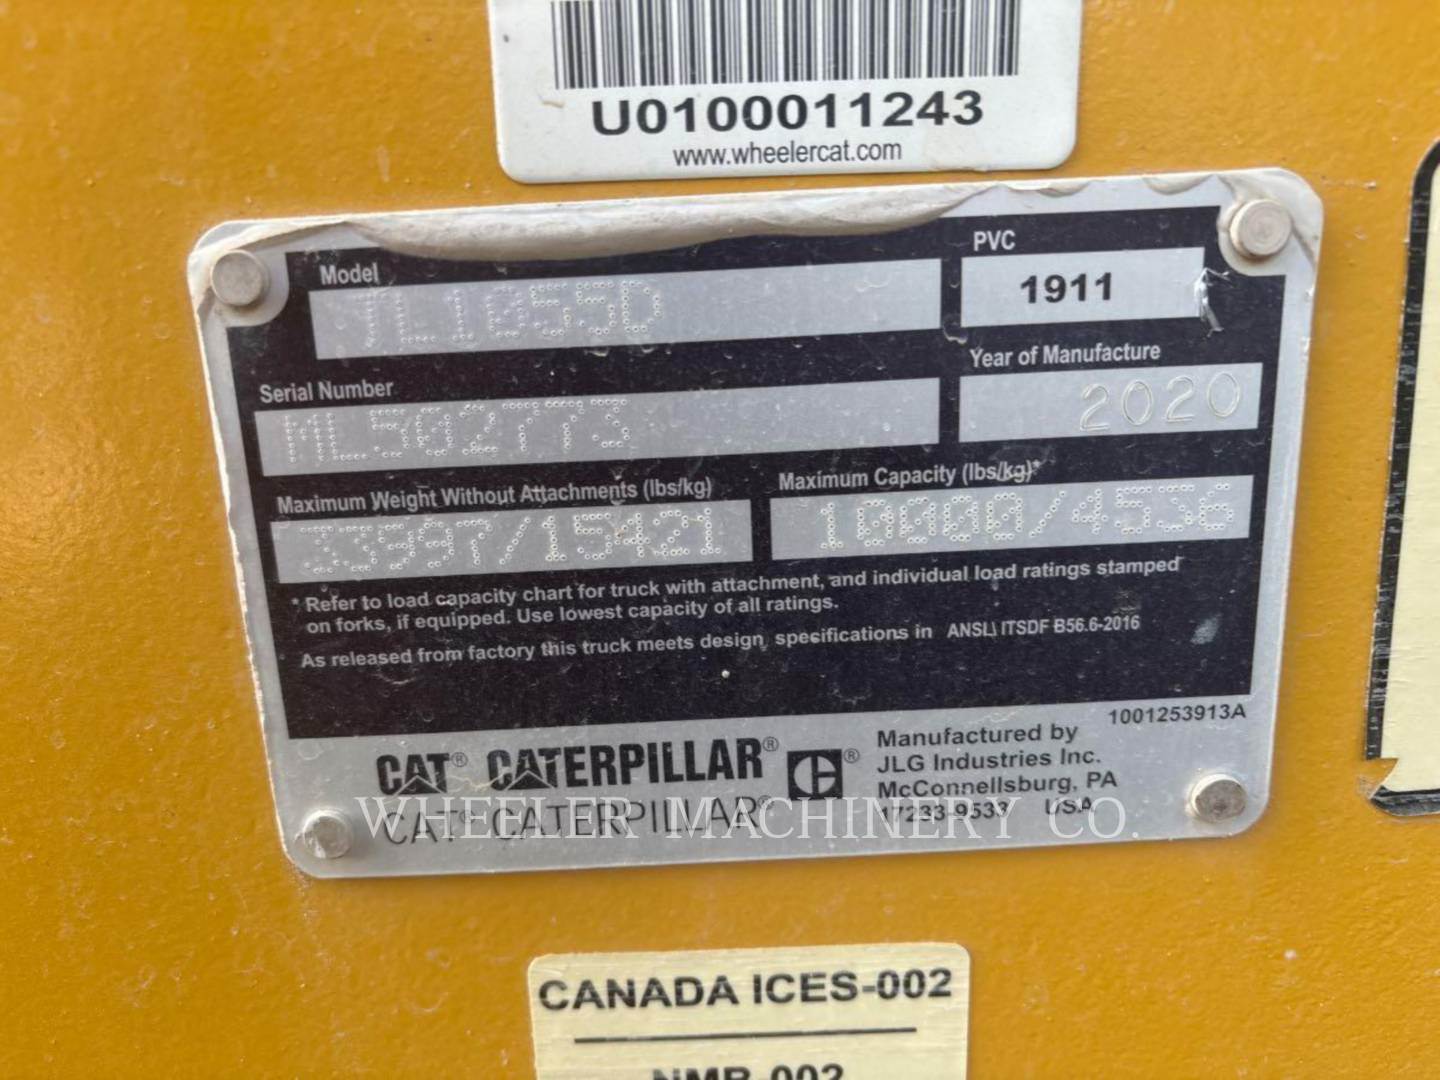 U0100011243
www.wheelercat.com
Model
TL1055D
PVC
1911
Serial Number
ML502773
Year of Manufacture
2020
Maximum Weight Without Attachments (lbs/kg)
33997/15421
Maximum Capacity (lbs/kg)*
10000/4536
* Refer to load capacity chart for truck with attachment, and individual load ratings stamped
on forks, if equipped. Use lowest capacity of all ratings.
As released from factory this truck meets design specifications in ANSI, ITSDF B56.6-2016
1001253913A
CAT® CATERPILLAR® ®
CAT® CATERPILLAR®
Manufactured by
JLG Industries Inc.
McConnellsburg, PA
17233-9533 USA
WHEELER MACHINERY CO.
CANADA ICES-002
NMB-002